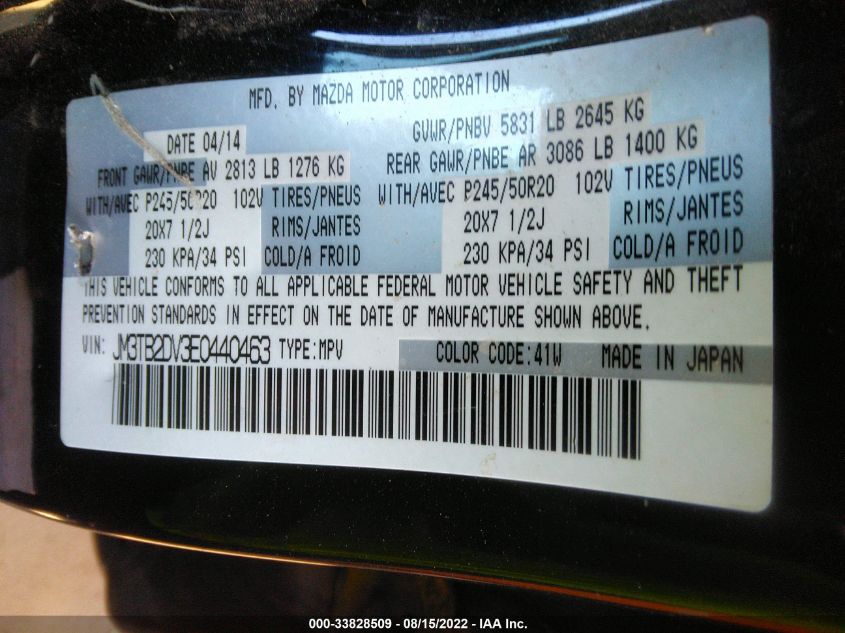 MFD. BY MAZDA MOTOR CORPORATION
DATE 04/14 GVWR/PNBV 5831 LB 2645 KG
FRONT GAWR/PNBE AV 2813 LB 1276 KG REAR GAWR/PNBE AR 3086 LB 1400 KG
WITH/AVEC P245/50R20 102V TIRES/PNEUS WITH/AVEC P245/50R20 102V TIRES/PNEUS
20X7 1/2J RIMS/JANTES 20X7 1/2J RIMS/JANTES
230 KPA/34 PSI COLD/A FROID 230 KPA/34 PSI COLD/A FROID
THIS VEHICLE CONFORMS TO ALL APPLICABLE FEDERAL MOTOR VEHICLE SAFETY AND THEFT
PREVENTION STANDARDS IN EFFECT ON THE DATE OF MANUFACTURE SHOWN ABOVE.
VIN: JM3TB2DV3E0440463 TYPE:MPV COLOR CODE:41W MADE IN JAPAN
000-33828509 - 08/15/2022 - IAA Inc.